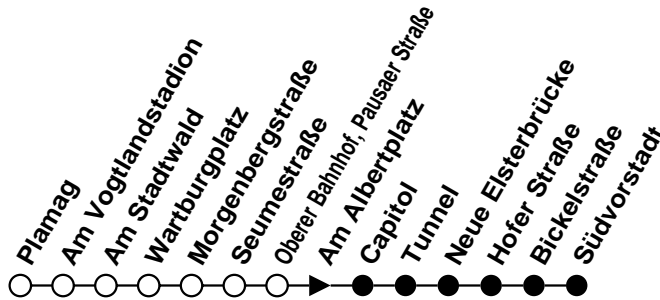 Plamag
Am Vogtlandstadion
Am Stadtwald
Wartburgplatz
Morgenbergstraße
Seumestraße
Oberer Bahnhof, Pausaer Straße
Am Albertplatz
Capitol
Tunnel
Neue Elsterbrücke
Hofer Straße
Bickelstraße
Südvorstadt